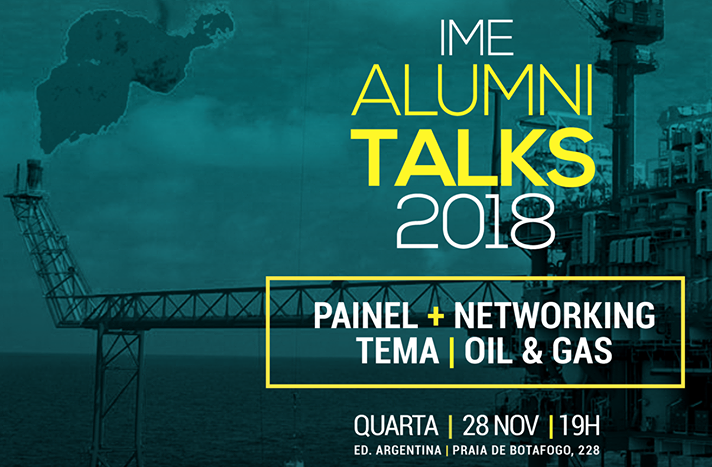 IME
ALUMNI
TALKS
2018
PAINEL + NETWORKING
TEMA | OIL & GAS
QUARTA | 28 NOV | 19H
ED. ARGENTINA | PRAIA DE BOTAFOGO, 228